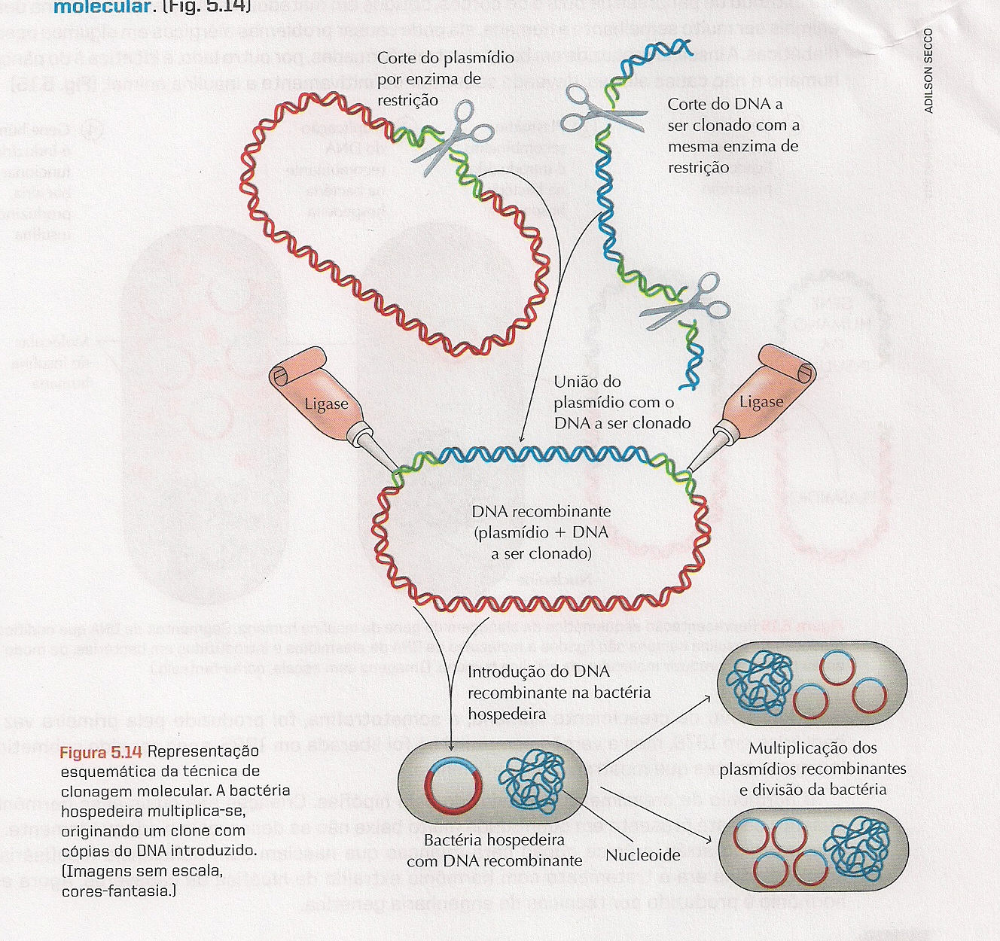 molecular. (Fig. 5.14)
ADILSON SECCO
Corte do plasmídio
por enzima de
restrição
Corte do DNA a
ser clonado com a
mesma enzima de
restrição
Ligase
União do
plasmídio com o
DNA a ser clonado
Ligase
DNA recombinante
(plasmídio + DNA
a ser clonado)
Introdução do DNA
recombinante na bactéria
hospedeira
Multiplicação dos
plasmídios recombinantes
e divisão da bactéria
Bactéria hospedeira
com DNA recombinante
Nucleoide
Figura 5.14 Representação
esquemática da técnica de
clonagem molecular. A bactéria
hospedeira multiplica-se,
originando um clone com
cópias do DNA introduzido.
(Imagens sem escala,
cores-fantasia.)